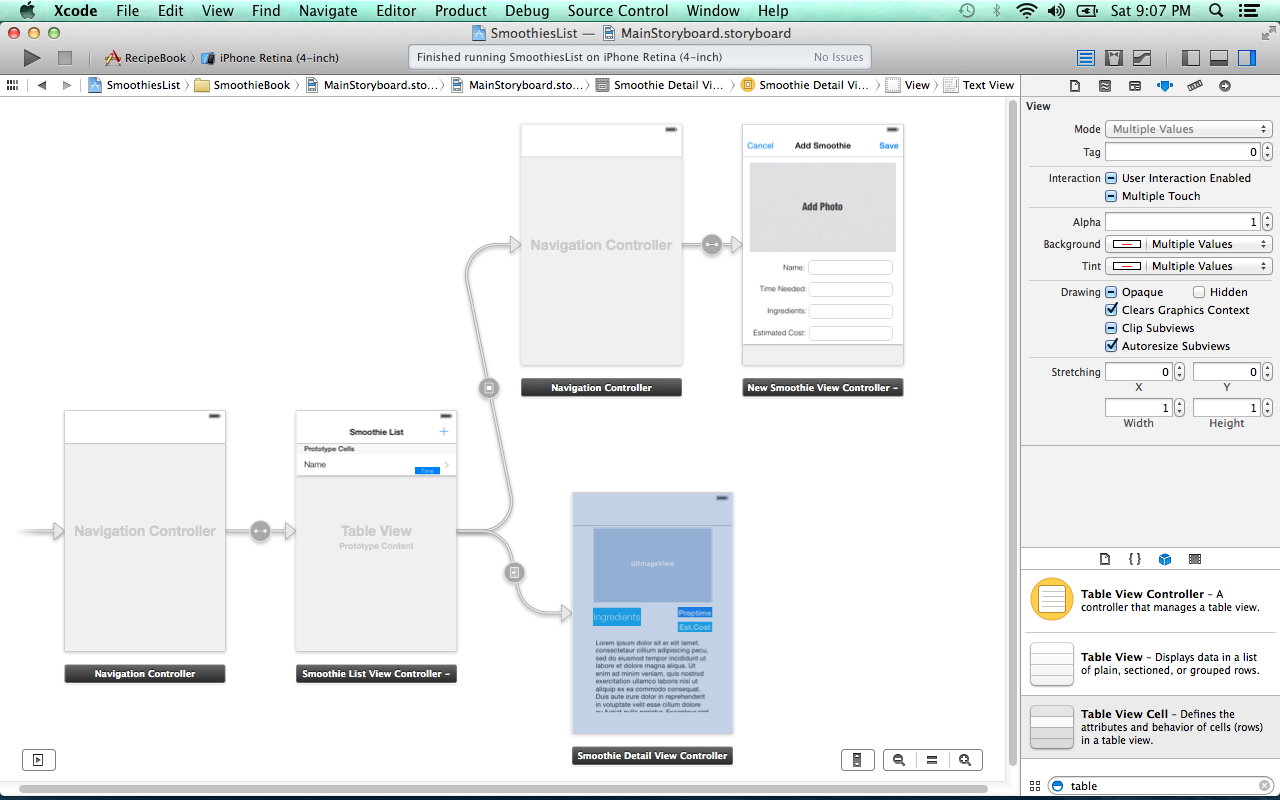 Xcode File Edit View Find Navigate Editor Product Debug Source Control Window Help Sat 9:07 PM
SmoothiesList — MainStoryboard.storyboard
RecipeBook iPhone Retina (4-inch)
Finished running SmoothiesList on iPhone Retina (4-inch) No Issues
SmoothiesList SmoothieBook MainStoryboard.sto... MainStoryboard.sto... Smoothie Detail Vi... Smoothie Detail Vi... View Text View
Navigation Controller
Navigation Controller
Cancel Add Smoothie Save
Add Photo
Name:
Time Needed:
Ingredients:
Estimated Cost:
New Smoothie View Controller –
Navigation Controller
Navigation Controller
Smoothie List +
Prototype Cells
Name Time
Table View
Prototype Content
Smoothie List View Controller –
UIImageView
Ingredients Preptime
Est.Cost
Lorem ipsum dolor sit er elit lamet,
consectetaur cillium adipisicing pecu,
sed do eiusmod tempor incididunt ut
labore et dolore magna aliqua. Ut
enim ad minim veniam, quis nostrud
exercitation ullamco laboris nisi ut
aliquip ex ea commodo consequat.
Duis aute irure dolor in reprehenderit
in voluptate velit esse cillum dolore
eu fugiat nulla pariatur. Excepteur sint
Smoothie Detail View Controller
View
Mode Multiple Values
Tag 0
Interaction User Interaction Enabled
Multiple Touch
Alpha 1
Background Multiple Values
Tint Multiple Values
Drawing Opaque Hidden
Clears Graphics Context
Clip Subviews
Autoresize Subviews
Stretching 0 0
X Y
1 1
Width Height
{ }
Table View Controller – A
controller that manages a table view.
Table View – Displays data in a list
of plain, sectioned, or grouped rows.
Table View Cell – Defines the
attributes and behavior of cells (rows)
in a table view.
table